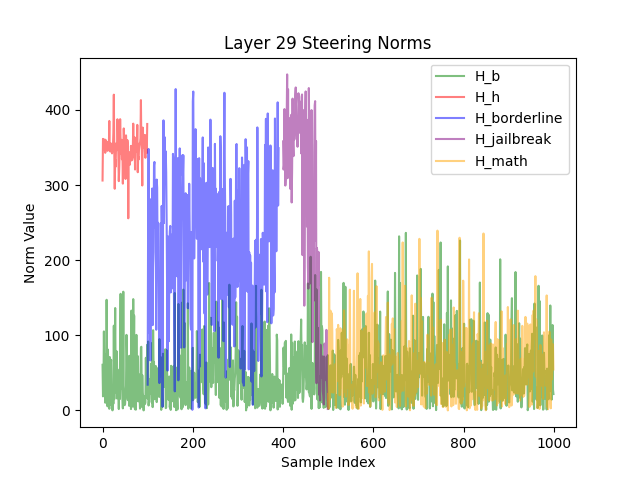 Layer 29 Steering Norms
H_b
H_h
H_borderline
H_jailbreak
H_math
Norm Value
400
300
200
100
0
0
200
400
600
800
1000
Sample Index